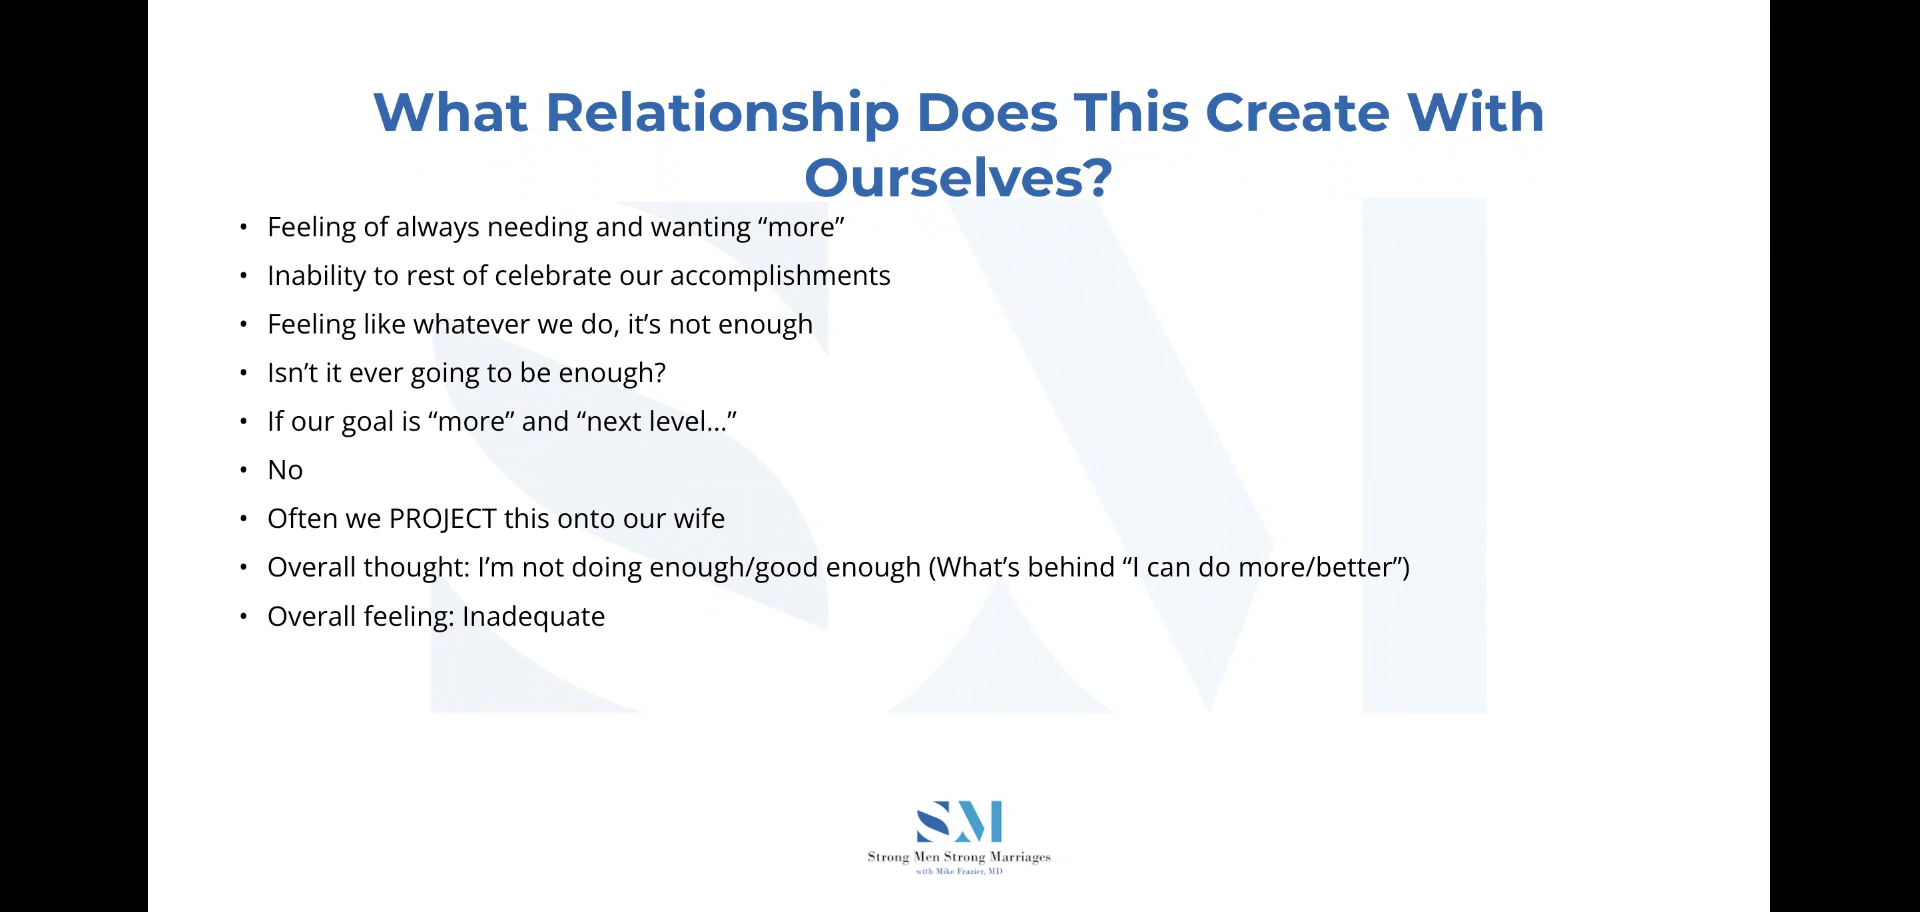 What Relationship Does This Create With
Ourselves?
• Feeling of always needing and wanting “more”
• Inability to rest of celebrate our accomplishments
• Feeling like whatever we do, it’s not enough
• Isn’t it ever going to be enough?
• If our goal is “more” and “next level…”
• No
• Often we PROJECT this onto our wife
• Overall thought: I’m not doing enough/good enough (What’s behind “I can do more/better”)
• Overall feeling: Inadequate
SM
Strong Men Strong Marriages
with Mike Frazier, MD